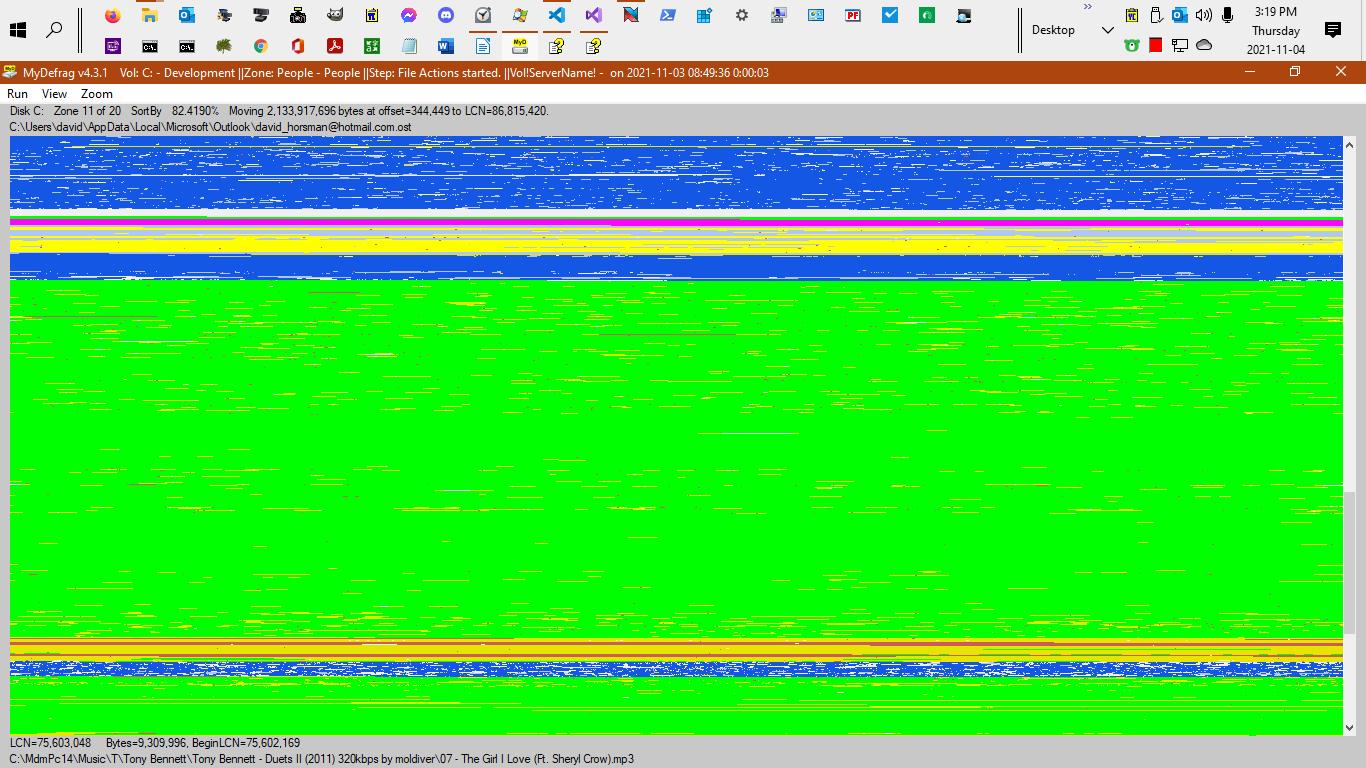 3:19 PM
Desktop
Thursday
2021-11-04
MyDefrag v4.3.1 Vol: C: - Development ||Zone: People - People ||Step: File Actions started. ||Vol!ServerName! - on 2021-11-03 08:49:36 0:00:03
Run View Zoom
Disk C: Zone 11 of 20 SortBy 82.4190% Moving 2,133,917,696 bytes at offset=344,449 to LCN=86,815,420.
C:\Users\david\AppData\Local\Microsoft\Outlook\david_horsman@hotmail.com.ost
LCN=75,603,048 Bytes=9,309,996, BeginLCN=75,602,169
C:\MdmPc14\Music\T\Tony Bennett\Tony Bennett - Duets II (2011) 320kbps by moldiver\07 - The Girl I Love (Ft. Sheryl Crow).mp3